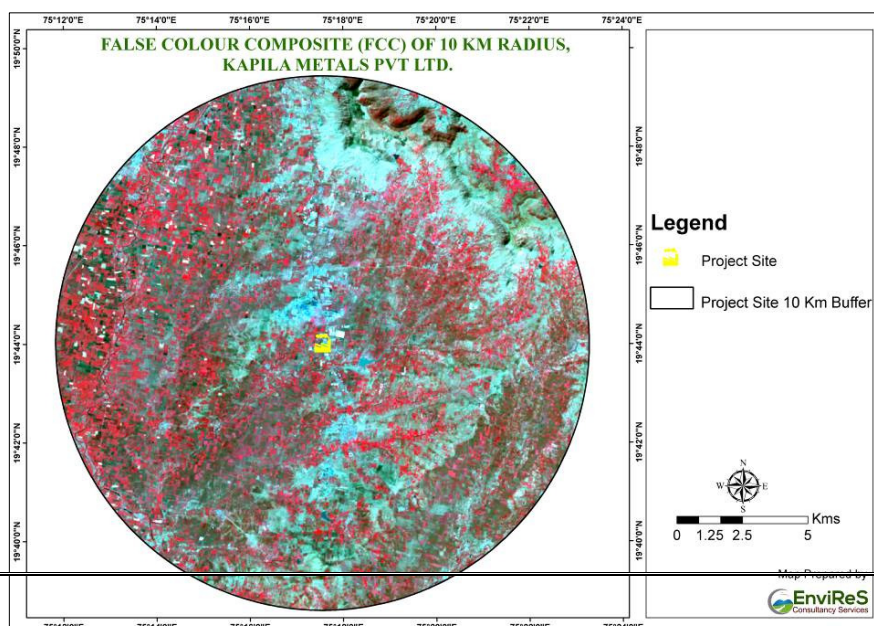 75°12'0"E 75°14'0"E 75°16'0"E 75°18'0"E 75°20'0"E 75°22'0"E 75°24'0"E
FALSE COLOUR COMPOSITE (FCC) OF 10 KM RADIUS,
KAPILA METALS PVT LTD.
19°50'0"N
19°48'0"N 19°48'0"N
19°46'0"N 19°46'0"N
19°44'0"N 19°44'0"N
19°42'0"N 19°42'0"N
19°40'0"N 19°40'0"N
Legend
Project Site
Project Site 10 Km Buffer
N
W E
S
Kms
0 1.25 2.5 5
Map Prepared by
EnviReS
Consultancy Services